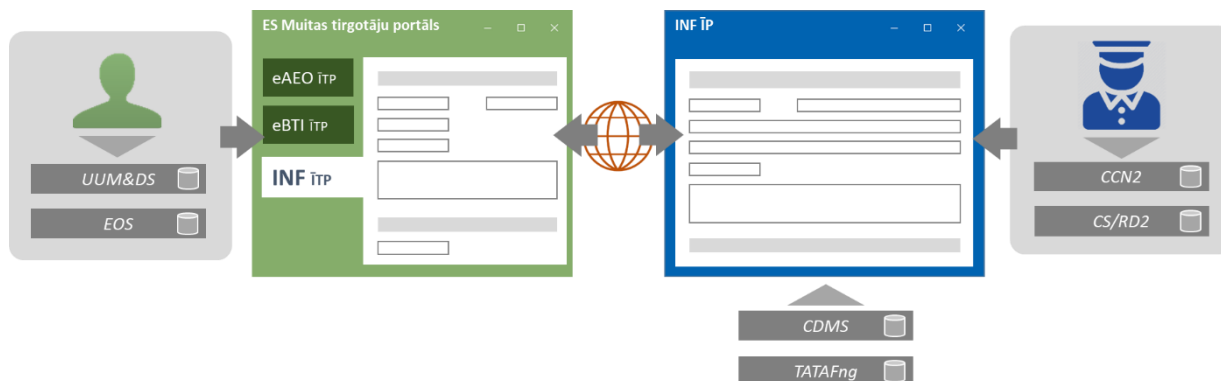 ES Muitas tirgotāju portāls
eAEO ĪTP
eBTI ĪTP
INF ĪTP
UUM&DS
EOS
INF ĪP
CCN2
CS/RD2
CDMS
TATAFng